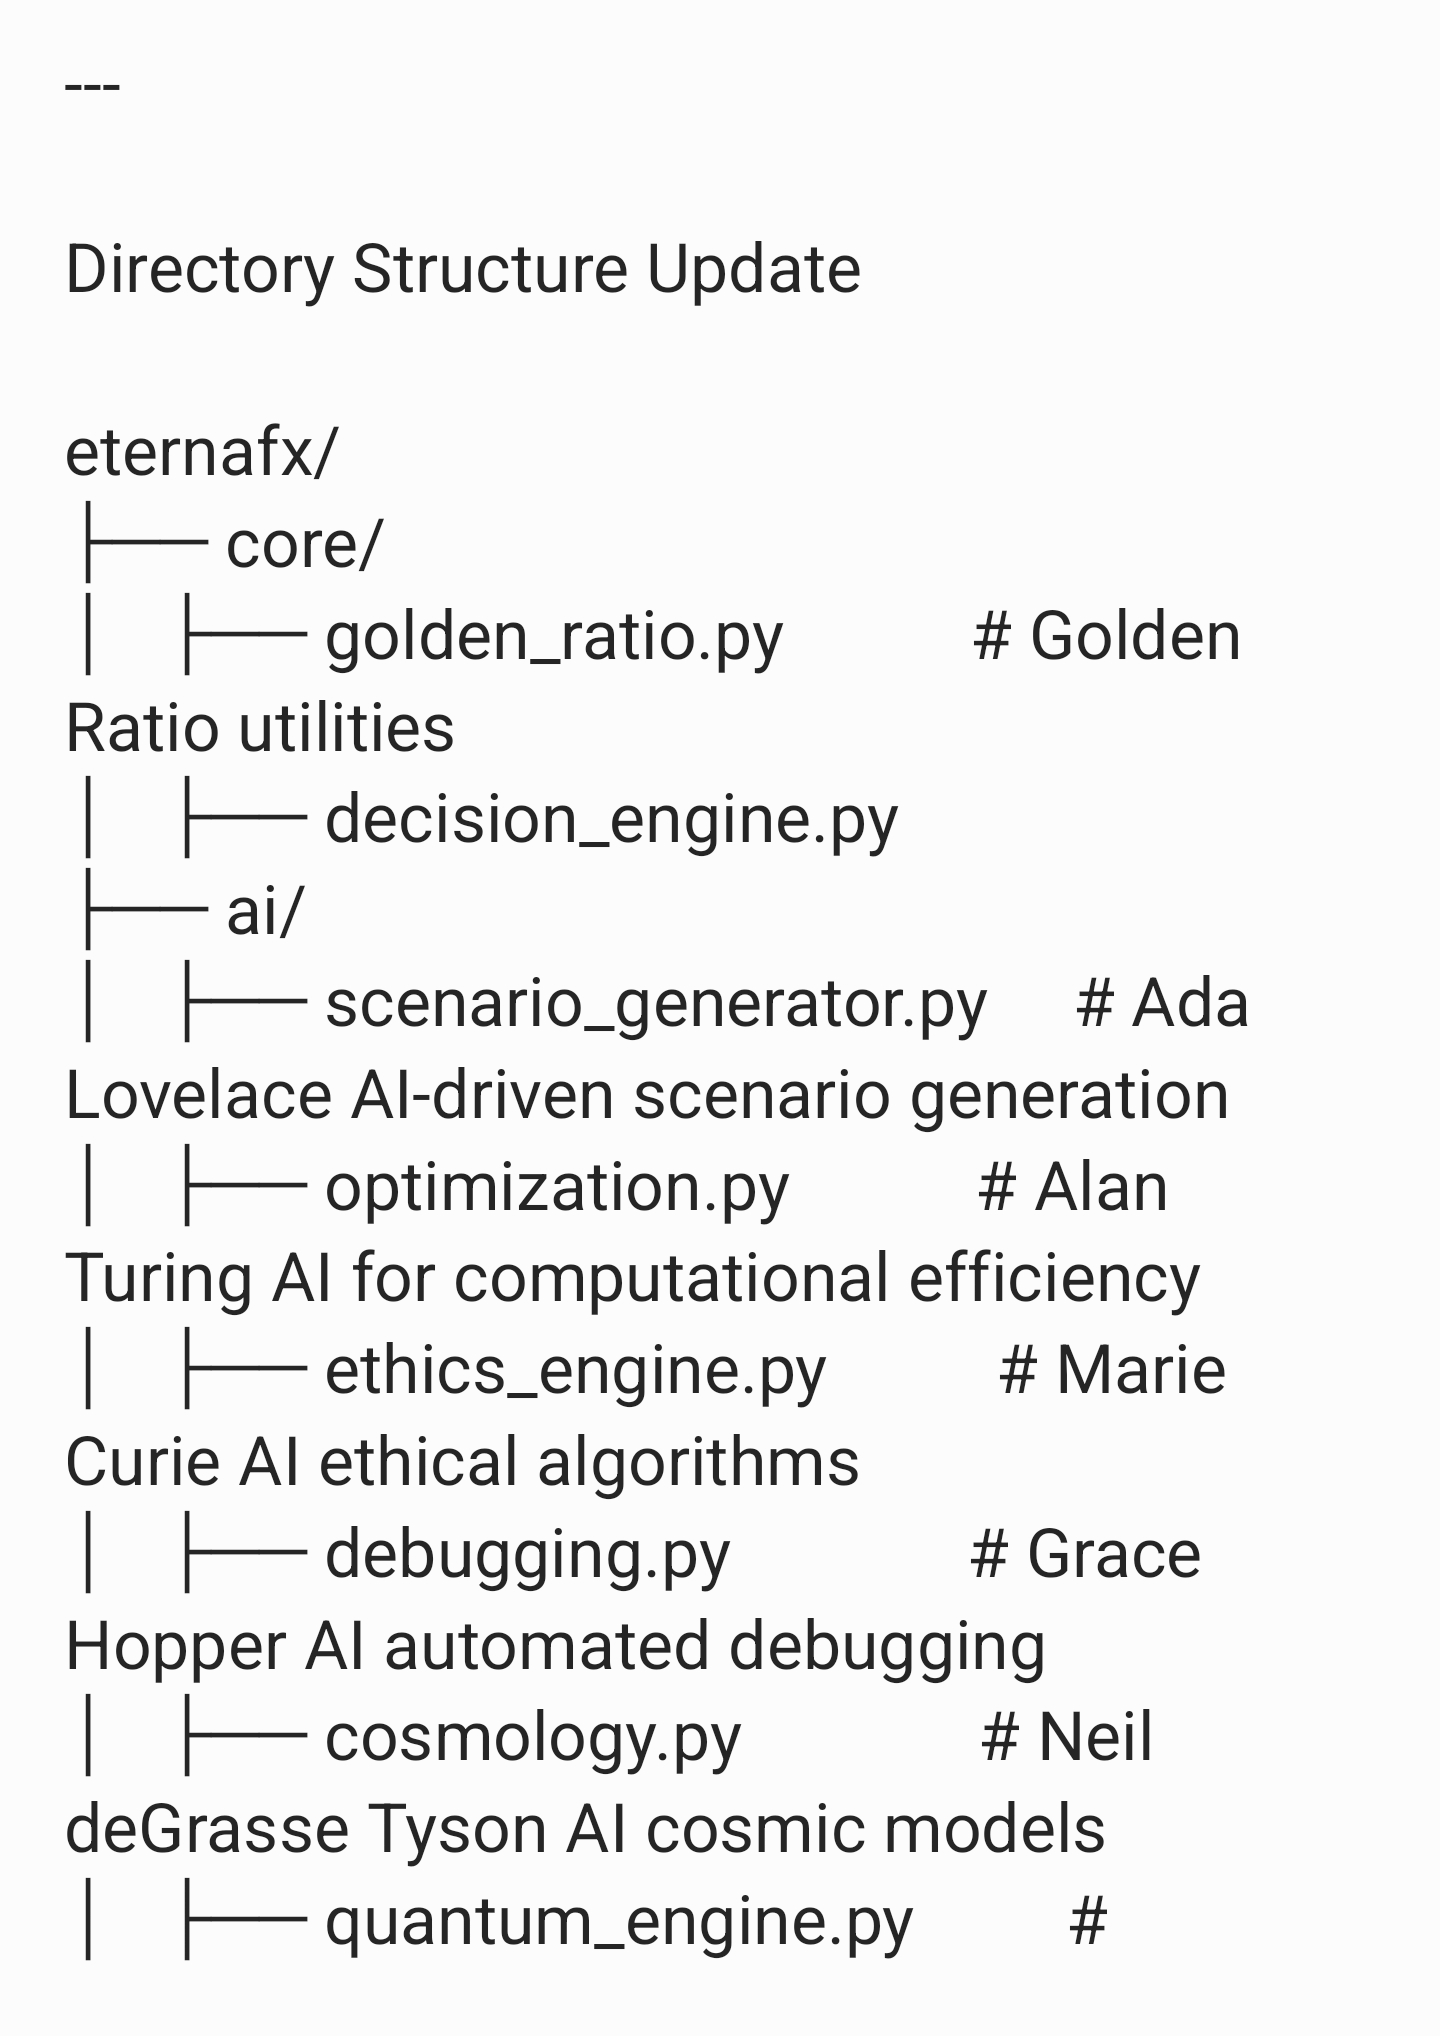 ---
Directory Structure Update
eternafx/
├── core/
│   ├── golden_ratio.py           # Golden
Ratio utilities
│   ├── decision_engine.py
├── ai/
│   ├── scenario_generator.py     # Ada
Lovelace AI-driven scenario generation
│   ├── optimization.py           # Alan
Turing AI for computational efficiency
│   ├── ethics_engine.py          # Marie
Curie AI ethical algorithms
│   ├── debugging.py              # Grace
Hopper AI automated debugging
│   ├── cosmology.py              # Neil
deGrasse Tyson AI cosmic models
│   ├── quantum_engine.py         #